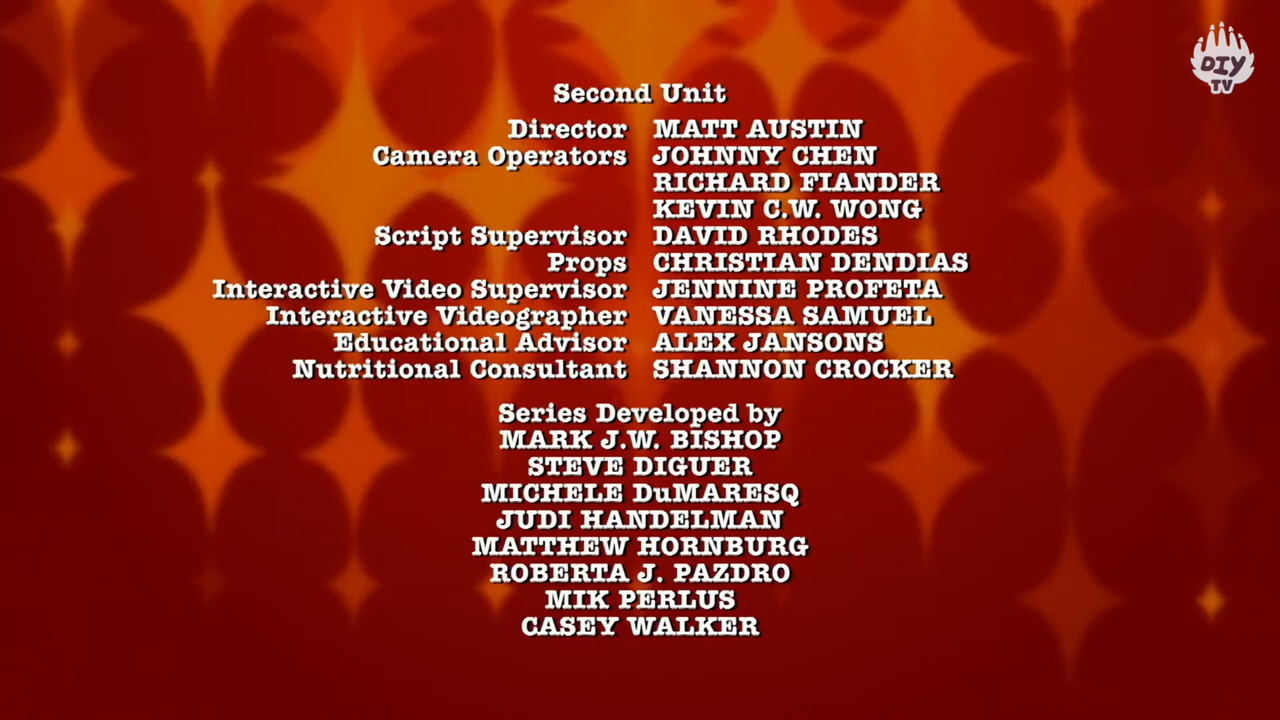 DIY
TV
Second Unit
Director MATT AUSTIN
Camera Operators JOHNNY CHEN
RICHARD FIANDER
KEVIN C.W. WONG
Script Supervisor DAVID RHODES
Props CHRISTIAN DENDIAS
Interactive Video Supervisor JENNINE PROFETA
Interactive Videographer VANESSA SAMUEL
Educational Advisor ALEX JANSONS
Nutritional Consultant SHANNON CROCKER
Series Developed by
MARK J.W. BISHOP
STEVE DIGUER
MICHELE DuMARESQ
JUDI HANDELMAN
MATTHEW HORNBURG
ROBERTA J. PAZDRO
MIK PERLUS
CASEY WALKER